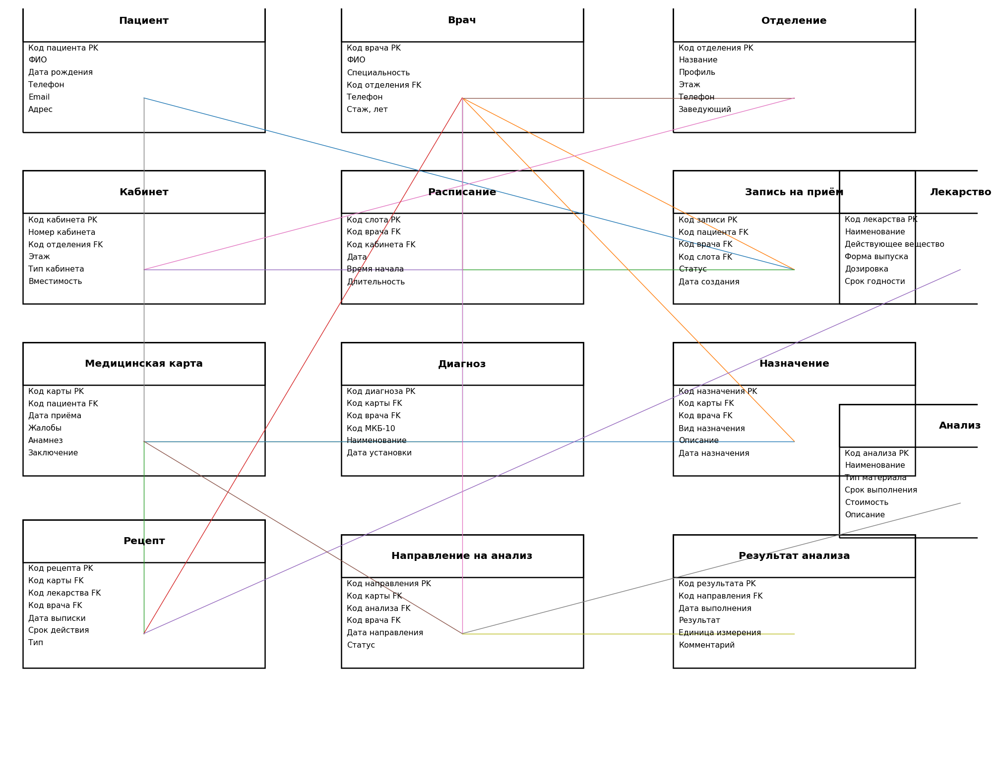 Пациент
Код пациента PK
ФИО
Дата рождения
Телефон
Email
Адрес
Врач
Код врача PK
ФИО
Специальность
Код отделения FK
Телефон
Стаж, лет
Отделение
Код отделения PK
Название
Профиль
Этаж
Телефон
Заведующий
Кабинет
Код кабинета PK
Номер кабинета
Код отделения FK
Этаж
Тип кабинета
Вместимость
Расписание
Код слота PK
Код врача FK
Код кабинета FK
Дата
Время начала
Длительность
Запись на приём
Код записи PK
Код пациента FK
Код врача FK
Код слота FK
Статус
Дата создания
Лекарство
Код лекарства PK
Наименование
Действующее вещество
Форма выпуска
Дозировка
Срок годности
Медицинская карта
Код карты PK
Код пациента FK
Дата приёма
Жалобы
Анамнез
Заключение
Диагноз
Код диагноза PK
Код карты FK
Код врача FK
Код МКБ-10
Наименование
Дата установки
Назначение
Код назначения PK
Код карты FK
Код врача FK
Вид назначения
Описание
Дата назначения
Анализ
Код анализа PK
Наименование
Тип материала
Срок выполнения
Стоимость
Описание
Рецепт
Код рецепта PK
Код карты FK
Код лекарства FK
Код врача FK
Дата выписки
Срок действия
Тип
Направление на анализ
Код направления PK
Код карты FK
Код анализа FK
Код врача FK
Дата направления
Статус
Результат анализа
Код результата PK
Код направления FK
Дата выполнения
Результат
Единица измерения
Комментарий